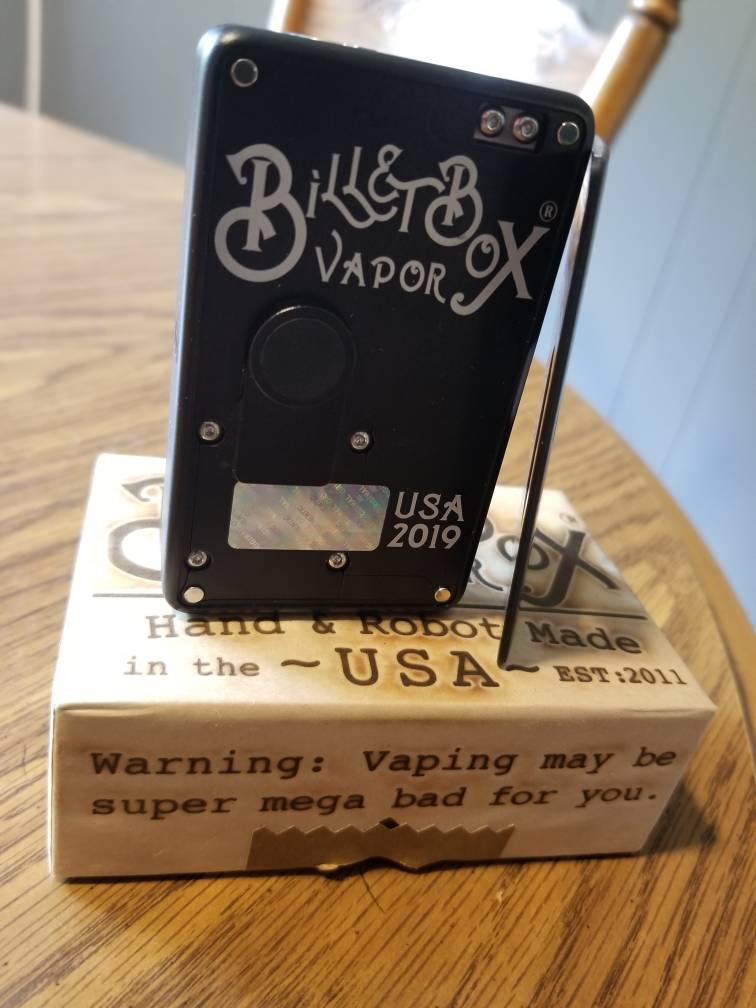 BilletBox®
VAPOR
USA
2019
Hand & Robot Made
in the ~USA~ EST:2011
Warning: Vaping may be
super mega bad for you.